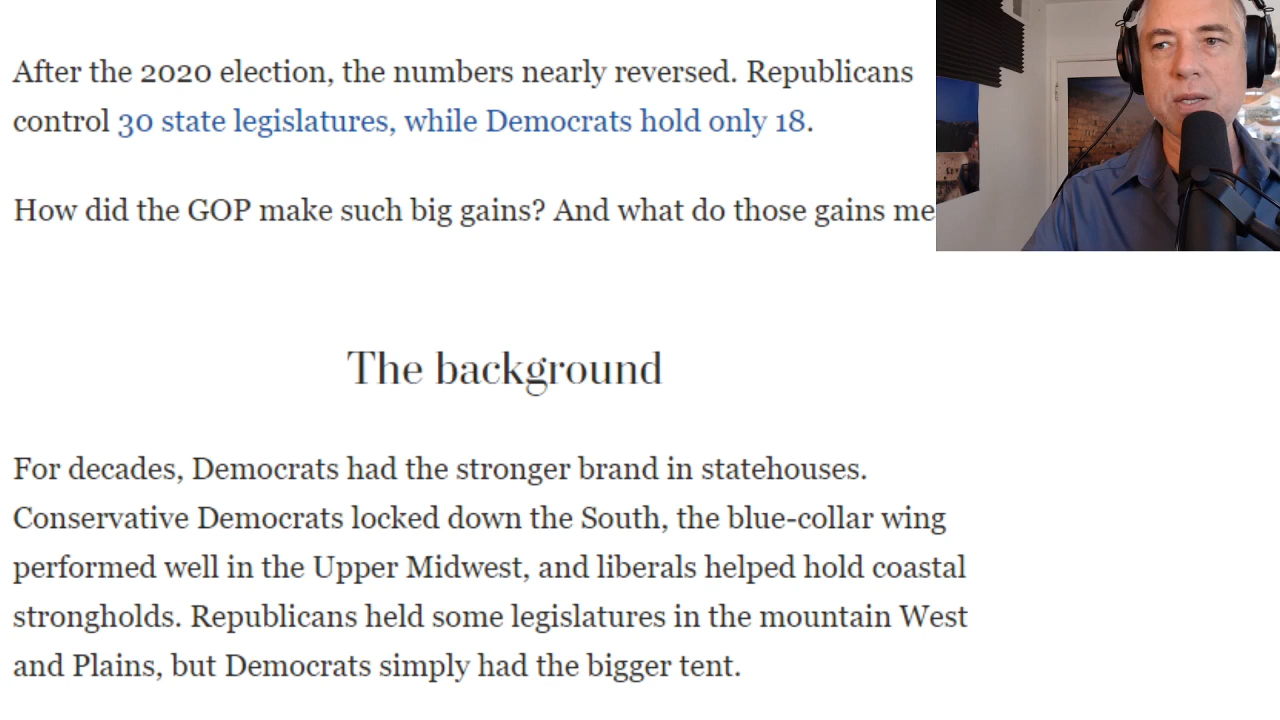 After the 2020 election, the numbers nearly reversed. Republicans
control 30 state legislatures, while Democrats hold only 18.
How did the GOP make such big gains? And what do those gains me
The background
For decades, Democrats had the stronger brand in statehouses.
Conservative Democrats locked down the South, the blue-collar wing
performed well in the Upper Midwest, and liberals helped hold coastal
strongholds. Republicans held some legislatures in the mountain West
and Plains, but Democrats simply had the bigger tent.